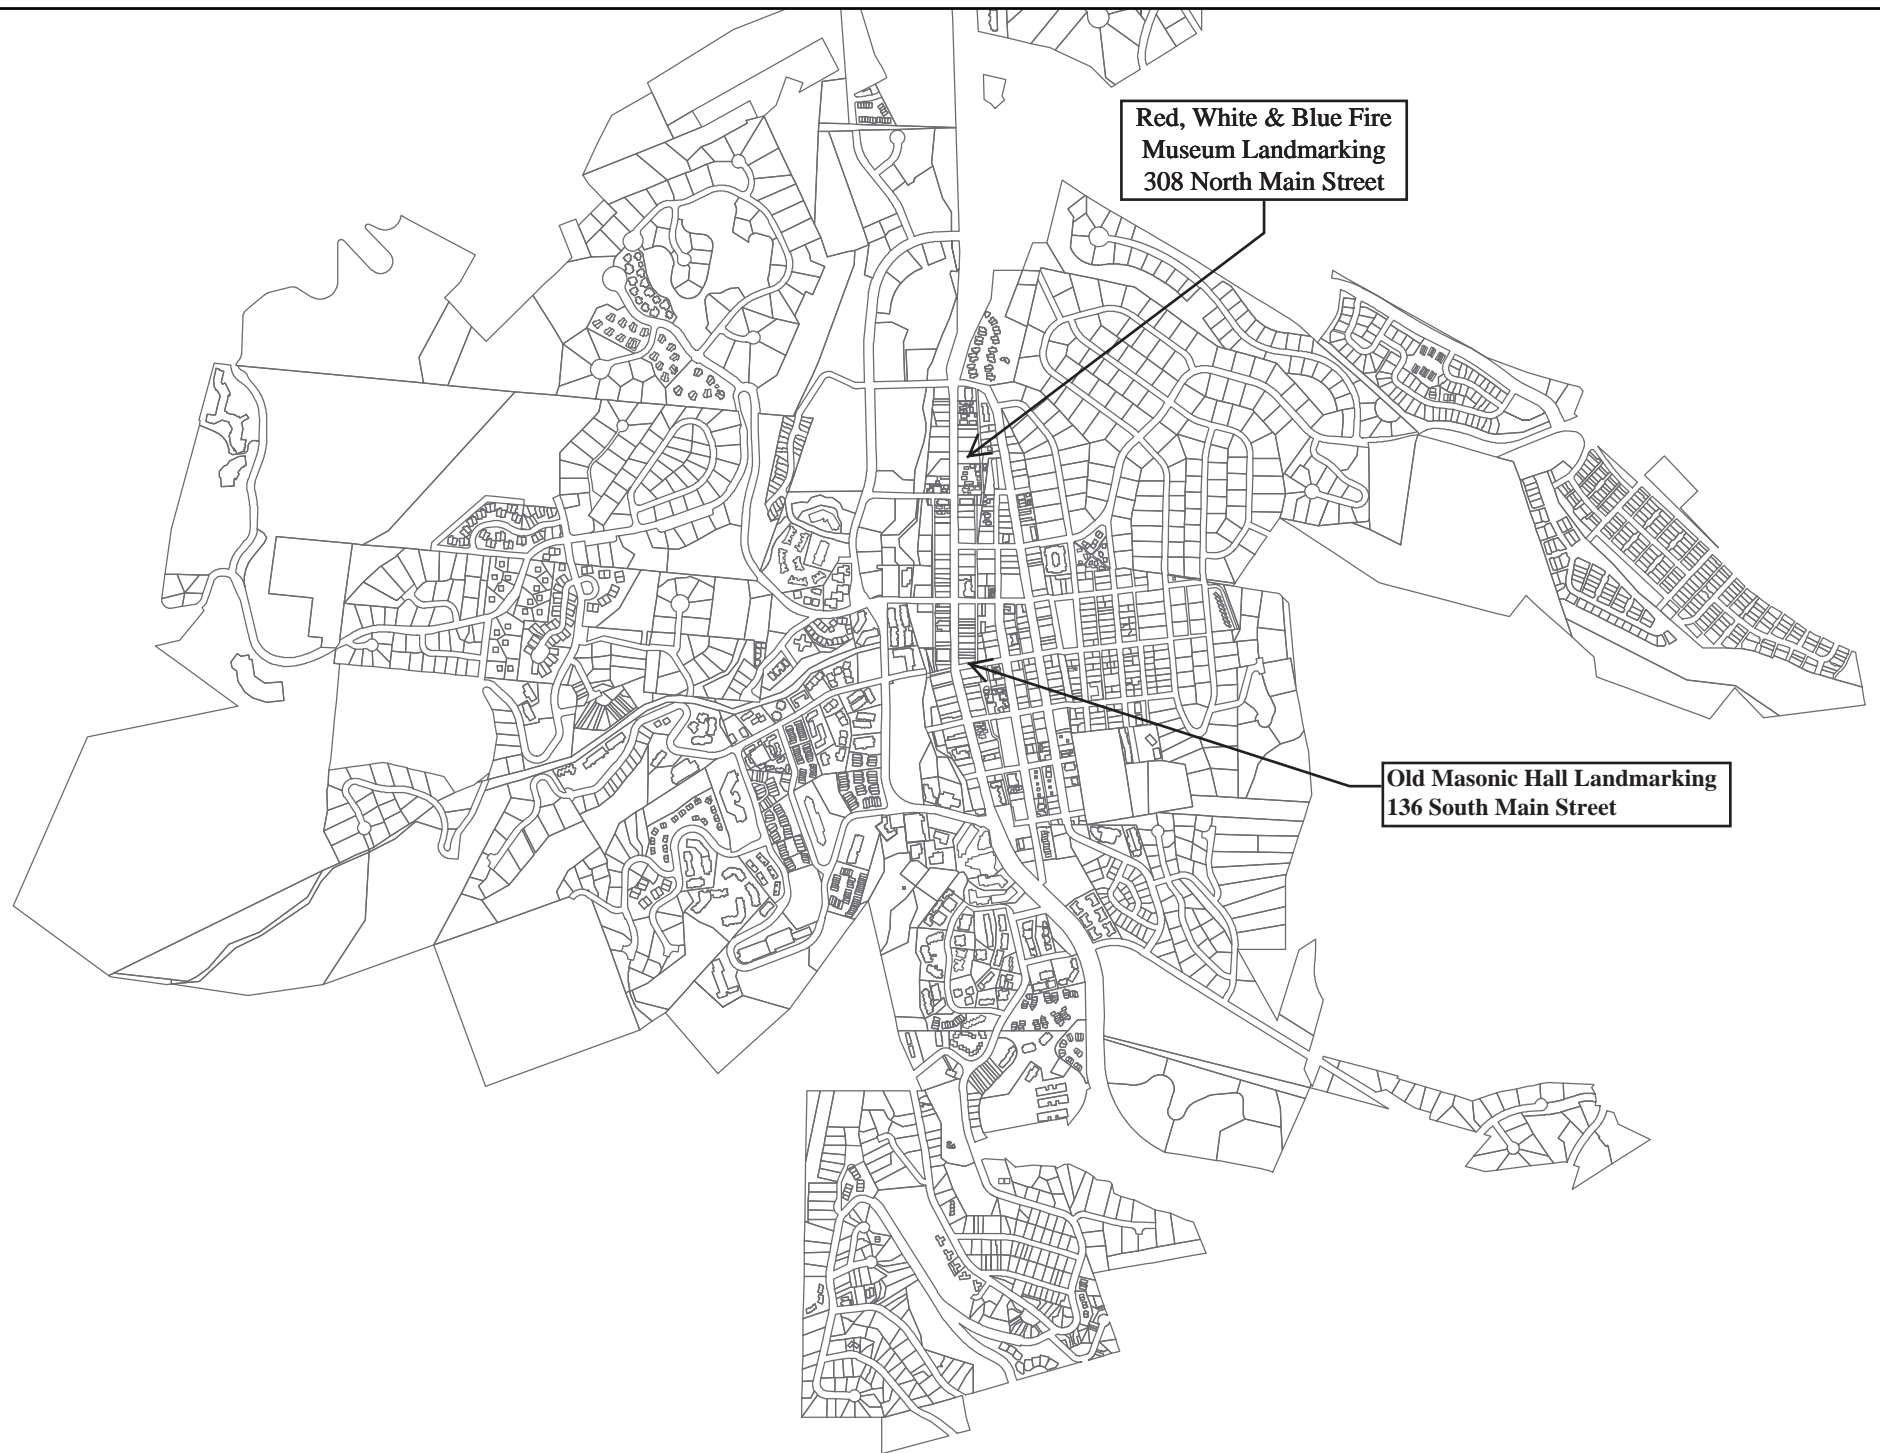 Red, White & Blue Fire
Museum Landmarking
308 North Main Street
Old Masonic Hall Landmarking
136 South Main Street